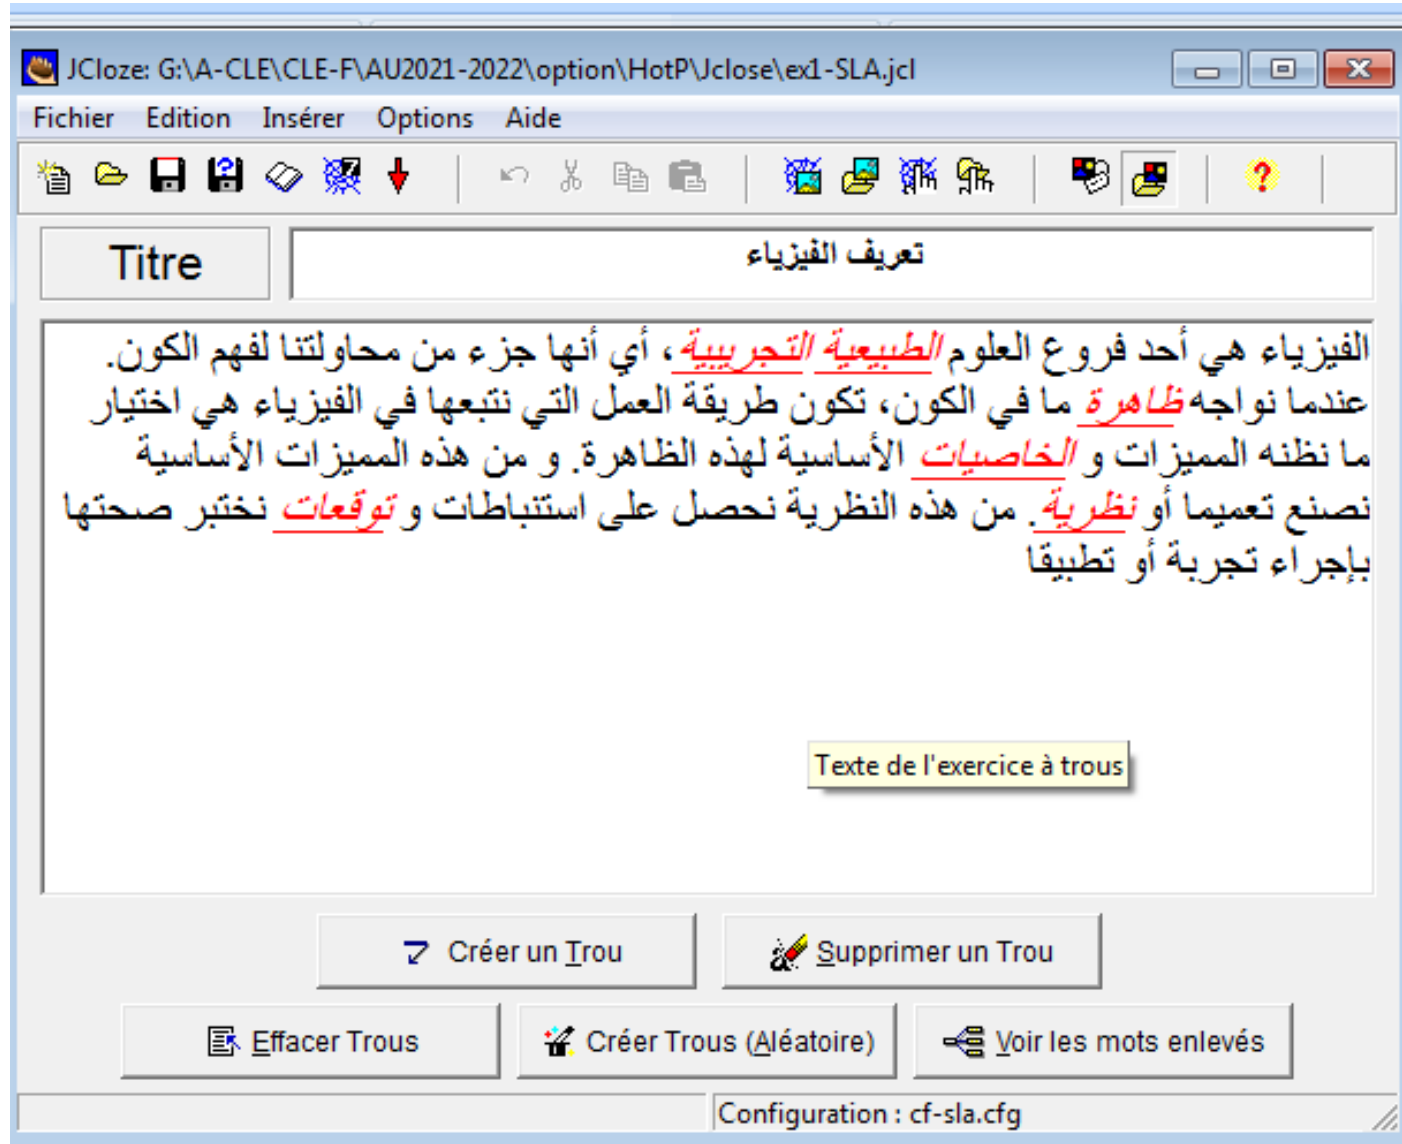 JCloze: G:\A-CLE\CLE-F\AU2021-2022\option\HotP\Jclose\ex1-SLA.jcl
Fichier Edition Insérer Options Aide
Titre
تعريف الفيزياء
الفيزياء هي أحد فروع العلوم الطبيعية التجريبية، أي أنها جزء من محاولتنا لفهم الكون.
عندما نواجه ظاهرة ما في الكون، تكون طريقة العمل التي نتبعها في الفيزياء هي اختيار
ما نظنه المميزات و الخاصيات الأساسية لهذه الظاهرة. و من هذه المميزات الأساسية
نصنع تعميما أو نظرية. من هذه النظرية نحصل على استنباطات و توقعات نختبر صحتها
بإجراء تجربة أو تطبيقا
Texte de l'exercice à trous
Créer un Trou
Supprimer un Trou
Effacer Trous
Créer Trous (Aléatoire)
Voir les mots enlevés
Configuration : cf-sla.cfg